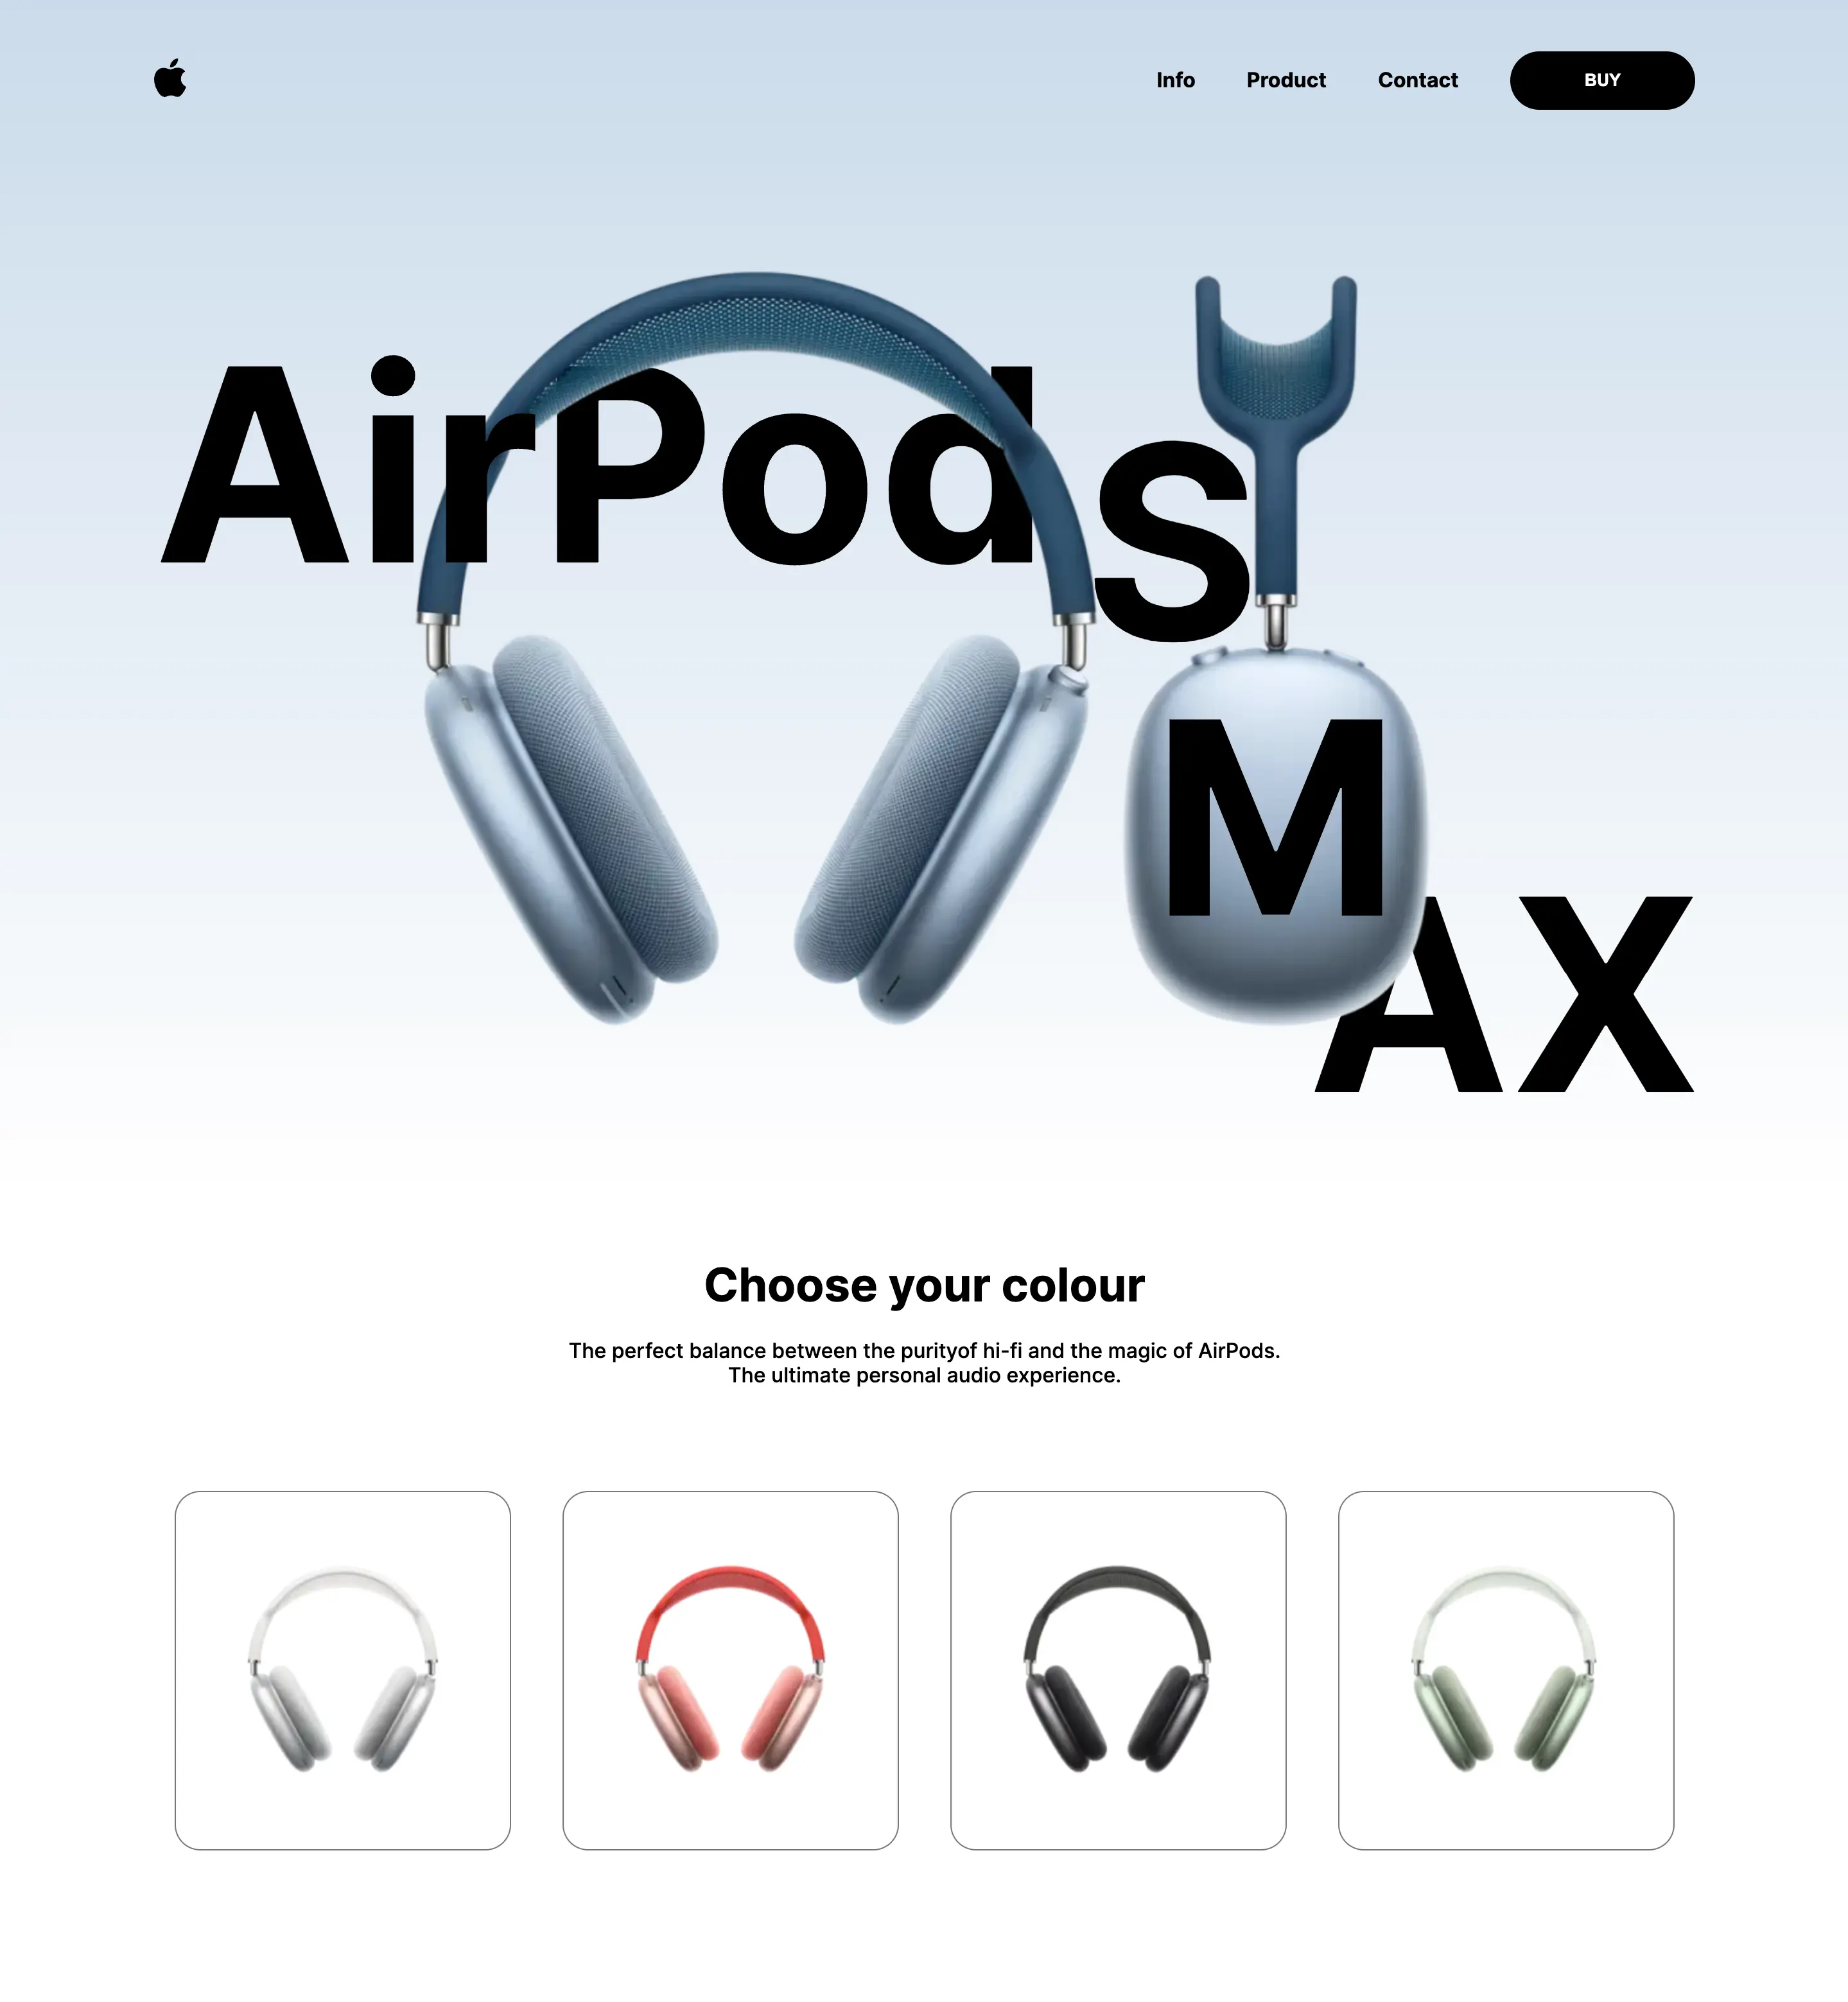 Info Product Contact BUY
AirPods
MAX
Choose your colour
The perfect balance between the purityof hi-fi and the magic of AirPods.
The ultimate personal audio experience.